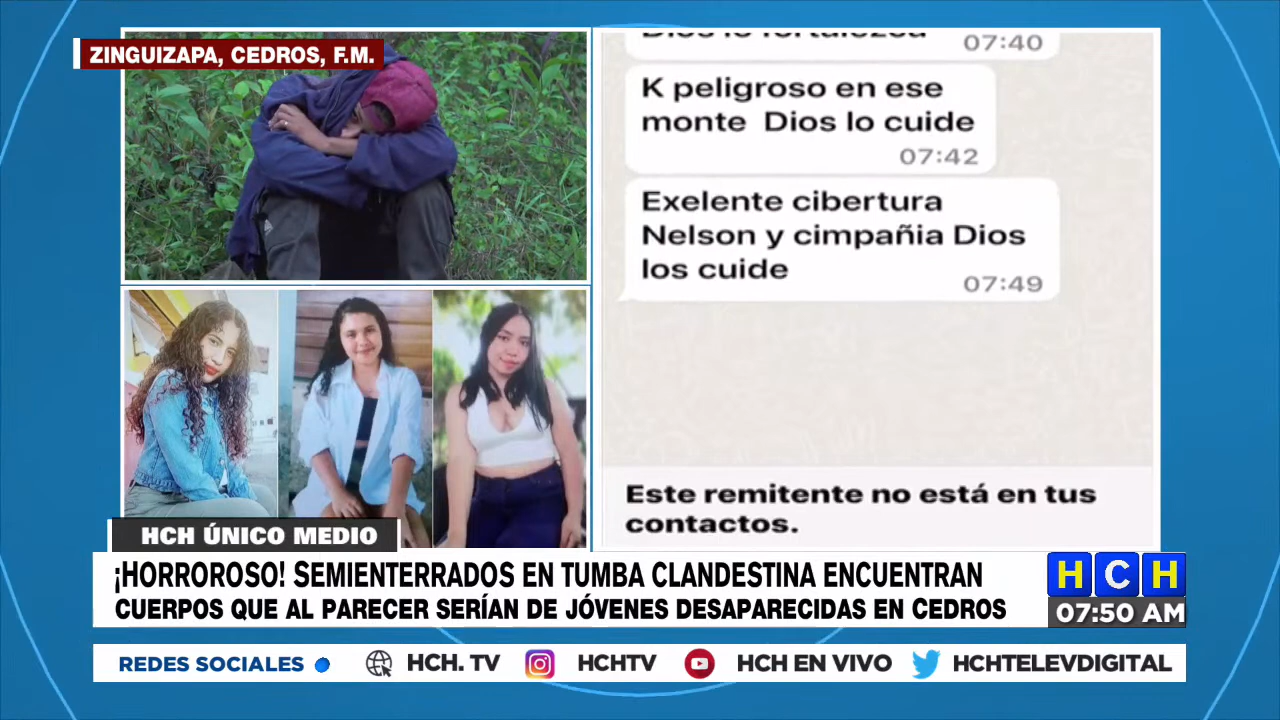 ZINGUIZAPA, CEDROS, F.M.
Dios lo fortalezca
07:40
K peligroso en ese
monte Dios lo cuide
07:42
Exelente cibertura
Nelson y cimpañia Dios
los cuide
07:49
Este remitente no está en tus
contactos.
HCH ÚNICO MEDIO
¡HORROROSO! SEMIENTERRADOS EN TUMBA CLANDESTINA ENCUENTRAN
CUERPOS QUE AL PARECER SERÍAN DE JÓVENES DESAPARECIDAS EN CEDROS
HCH
07:50 AM
REDES SOCIALES HCH. TV HCHTV HCH EN VIVO HCHTELEVDIGITAL